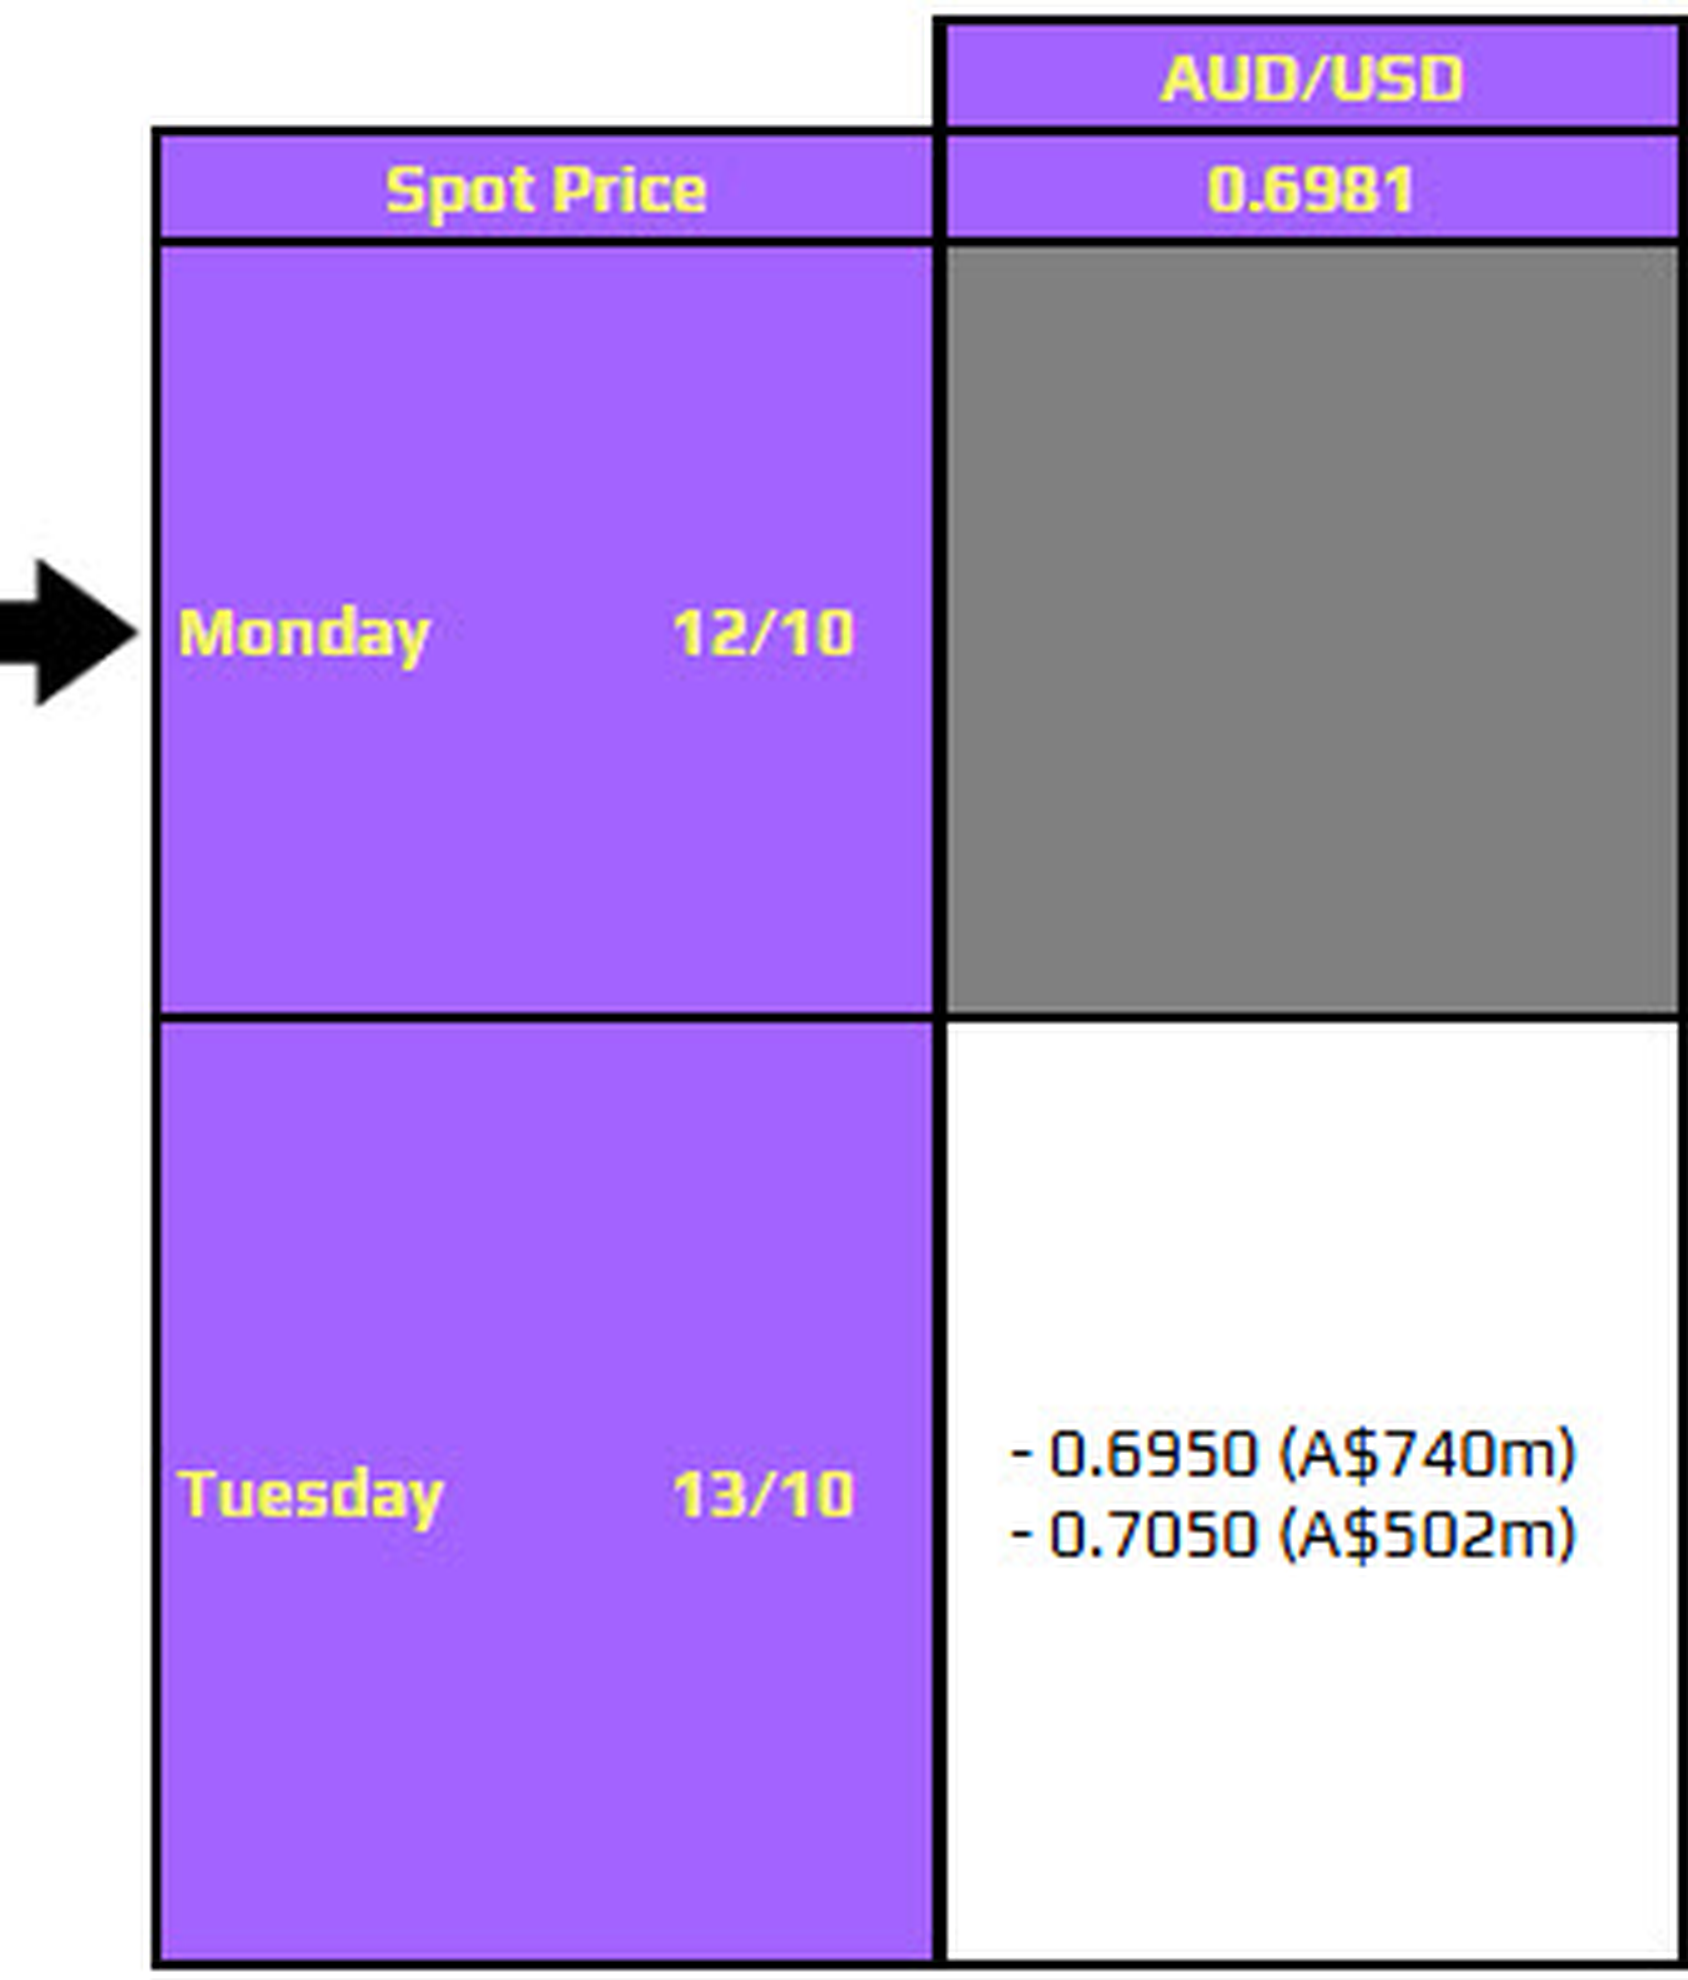 AUD/USD
Spot Price 0.6981
Monday 12/10
Tuesday 13/10
- 0.6950 (A$740m)
- 0.7050 (A$502m)